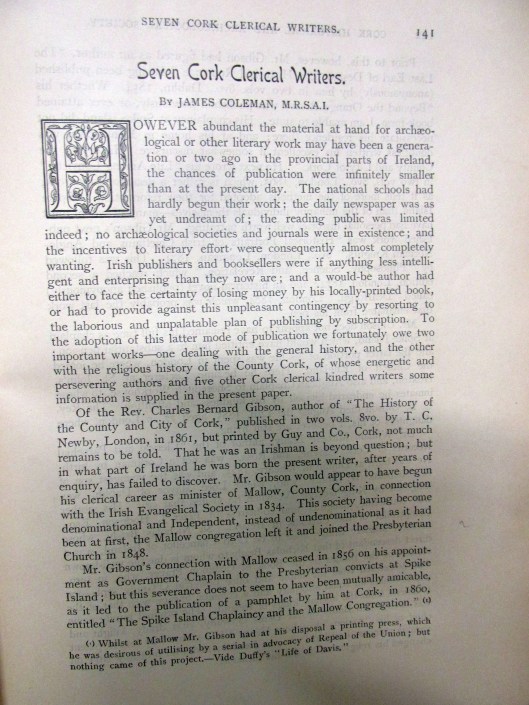 SEVEN CORK CLERICAL WRITERS.
141
Seven Cork Clerical Writers.
BY JAMES COLEMAN, M.R.S.A.I.
HOWEVER abundant the material at hand for archæo-
logical or other literary work may have been a genera-
tion or two ago in the provincial parts of Ireland,
the chances of publication were infinitely smaller
than at the present day. The national schools had
hardly begun their work; the daily newspaper was as
yet undreamt of; the reading public was limited
indeed; no archæological societies and journals were in existence; and
the incentives to literary effort were consequently almost completely
wanting. Irish publishers and booksellers were if anything less intelli-
gent and enterprising than they now are; and a would-be author had
either to face the certainty of losing money by his locally-printed book,
or had to provide against this unpleasant contingency by resorting to
the laborious and unpalatable plan of publishing by subscription. To
the adoption of this latter mode of publication we fortunately owe two
important works—one dealing with the general history, and the other
with the religious history of the County Cork, of whose energetic and
persevering authors and five other Cork clerical kindred writers some
information is supplied in the present paper.
Of the Rev. Charles Bernard Gibson, author of "The History of
the County and City of Cork," published in two vols. 8vo. by T. C.
Newby, London, in 1861, but printed by Guy and Co., Cork, not much
remains to be told. That he was an Irishman is beyond question; but
in what part of Ireland he was born the present writer, after years of
enquiry, has failed to discover. Mr. Gibson would appear to have begun
his clerical career as minister of Mallow, County Cork, in connection
with the Irish Evangelical Society in 1834. This society having become
denominational and Independent, instead of undenominational as it had
been at first, the Mallow congregation left it and joined the Presbyterian
Church in 1848.
Mr. Gibson's connection with Mallow ceased in 1856 on his appoint-
ment as Government Chaplain to the Presbyterian convicts at Spike
Island; but this severance does not seem to have been mutually amicable,
as it led to the publication of a pamphlet by him at Cork, in 1860,
entitled "The Spike Island Chaplaincy and the Mallow Congregation." (1)
(1) Whilst at Mallow Mr. Gibson had at his disposal a printing press, which
he was desirous of utilising by a serial in advocacy of Repeal of the Union; but
nothing came of this project.—Vide Duffy's "Life of Davis."